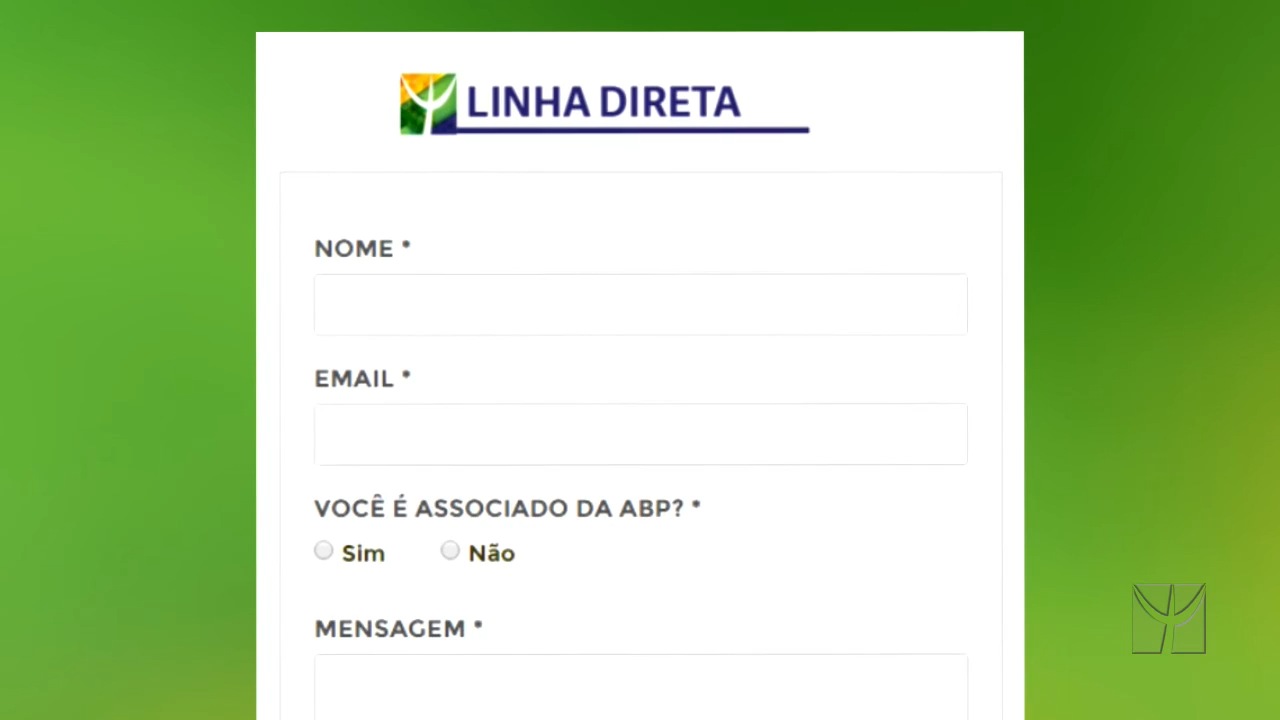 LINHA DIRETA
NOME *
EMAIL *
VOCÊ É ASSOCIADO DA ABP? *
Sim Não
MENSAGEM *